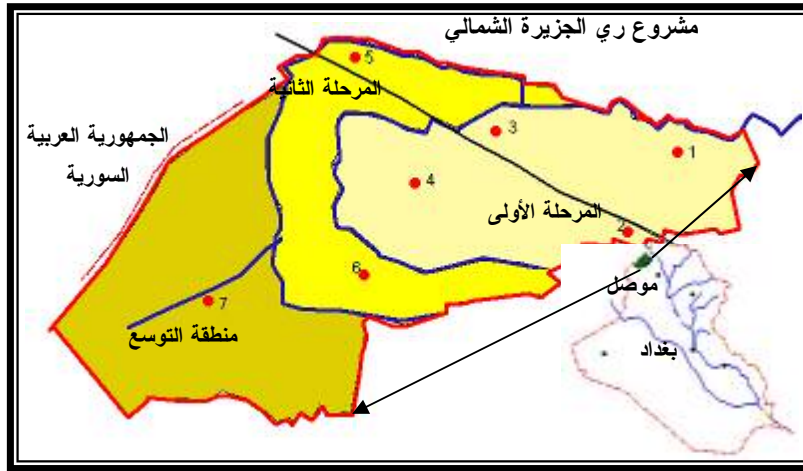 مشروع ري الجزيرة الشمالي
5
المرحلة الثانية
الجمهورية العربية
السورية
3
1
4
المرحلة الأولى
2
6
موصل
7
منطقة التوسع
بغداد